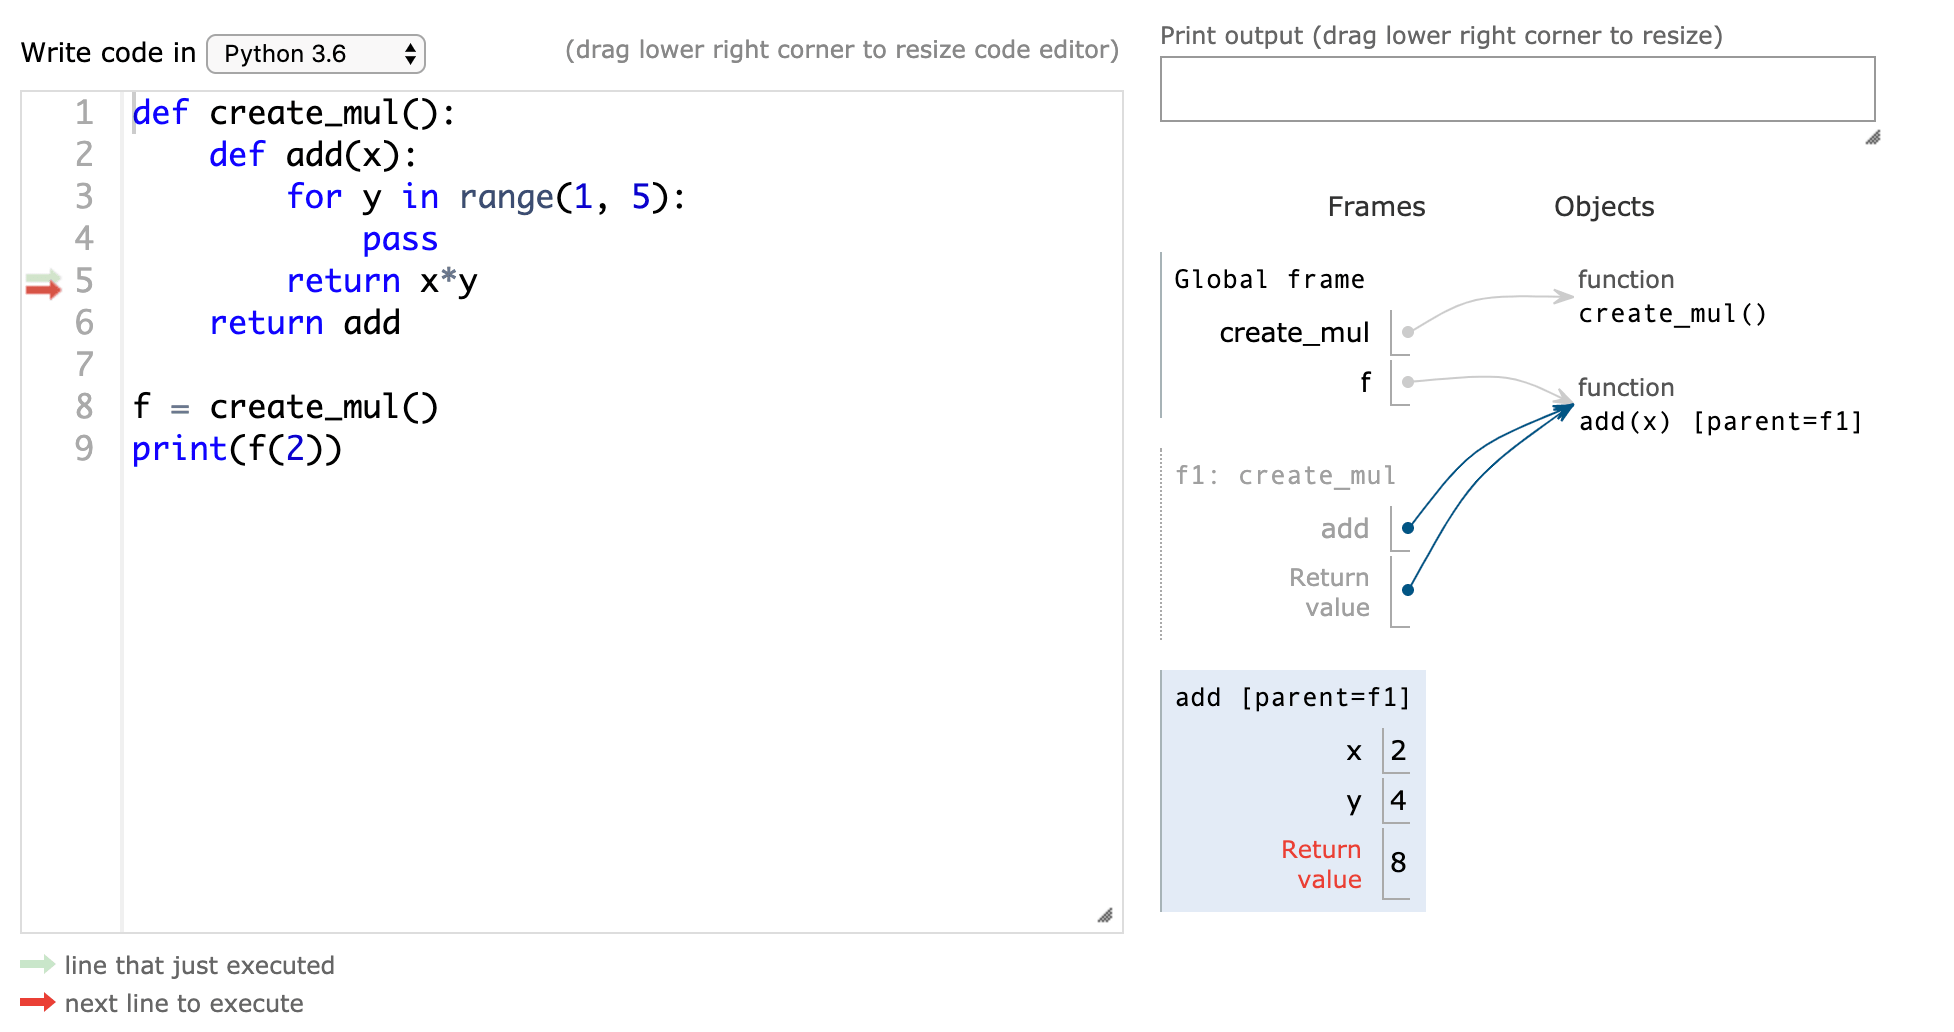 Write code in Python 3.6
(drag lower right corner to resize code editor)
1 def create_mul():
2     def add(x):
3         for y in range(1, 5):
4             pass
5         return x*y
6     return add
7
8 f = create_mul()
9 print(f(2))
line that just executed
next line to execute
Print output (drag lower right corner to resize)
Frames Objects
Global frame
create_mul
f
function
create_mul()
function
add(x) [parent=f1]
f1: create_mul
add
Return
value
add [parent=f1]
x 2
y 4
Return
value 8